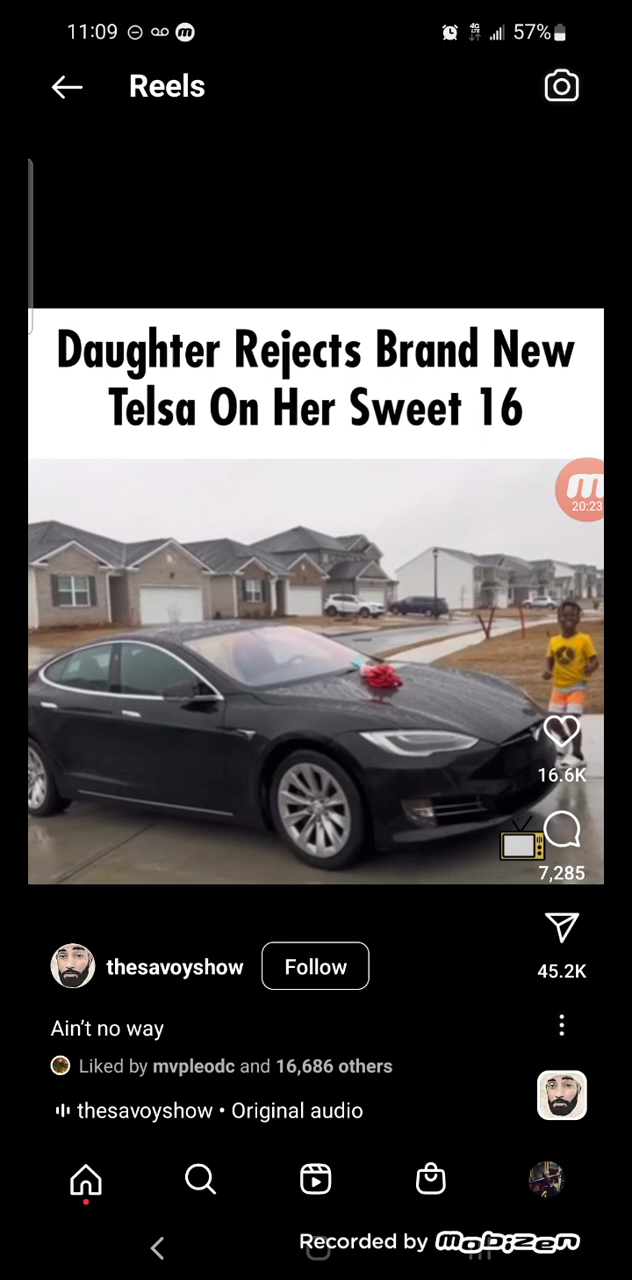 11:09
57%
Reels
Daughter Rejects Brand New
Telsa On Her Sweet 16
20:23
16.6K
7,285
thesavoyshow
Follow
45.2K
Ain't no way
Liked by mvpleodc and 16,686 others
thesavoyshow • Original audio
Recorded by Mobizen